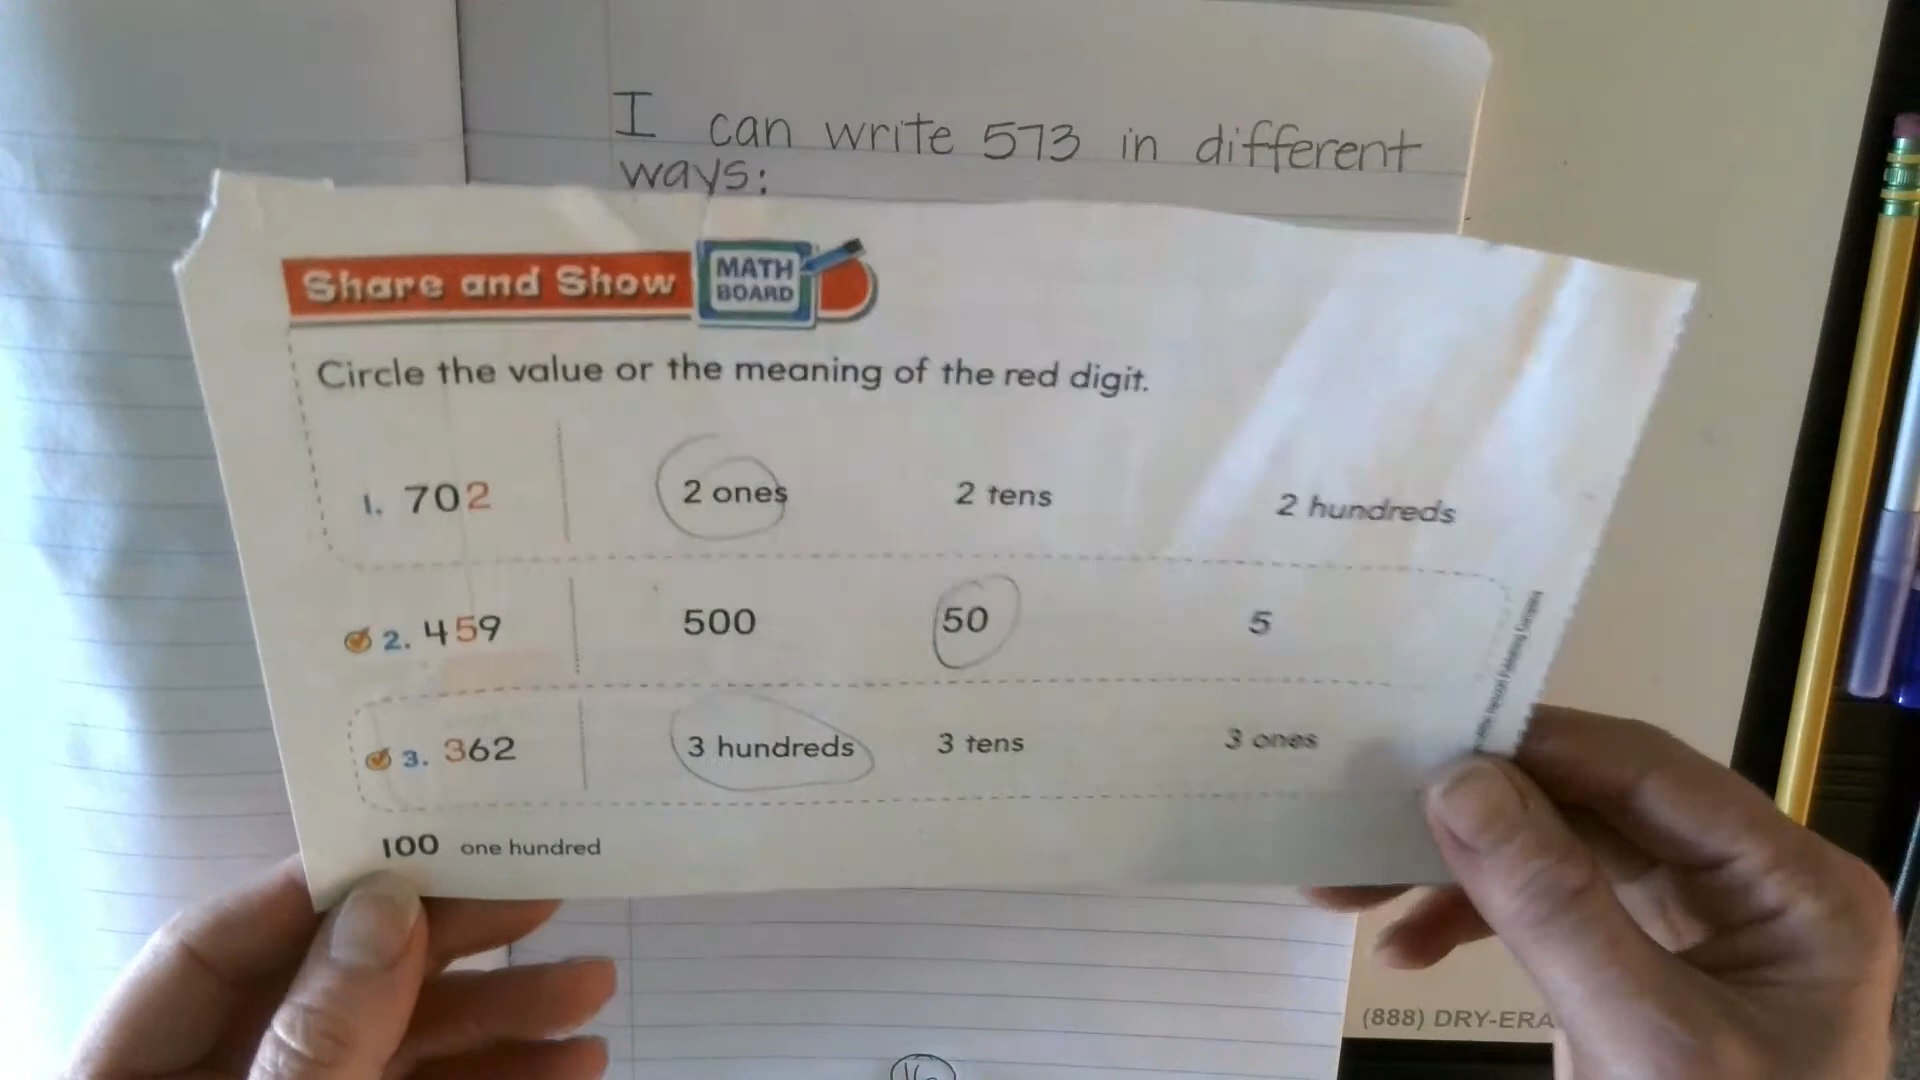 I can write 573 in different
ways:
Share and Show MATH BOARD
Circle the value or the meaning of the red digit.
1. 702 2 ones 2 tens 2 hundreds
2. 459 500 50 5
3. 362 3 hundreds 3 tens 3 ones
100 one hundred
(888) DRY-ERA